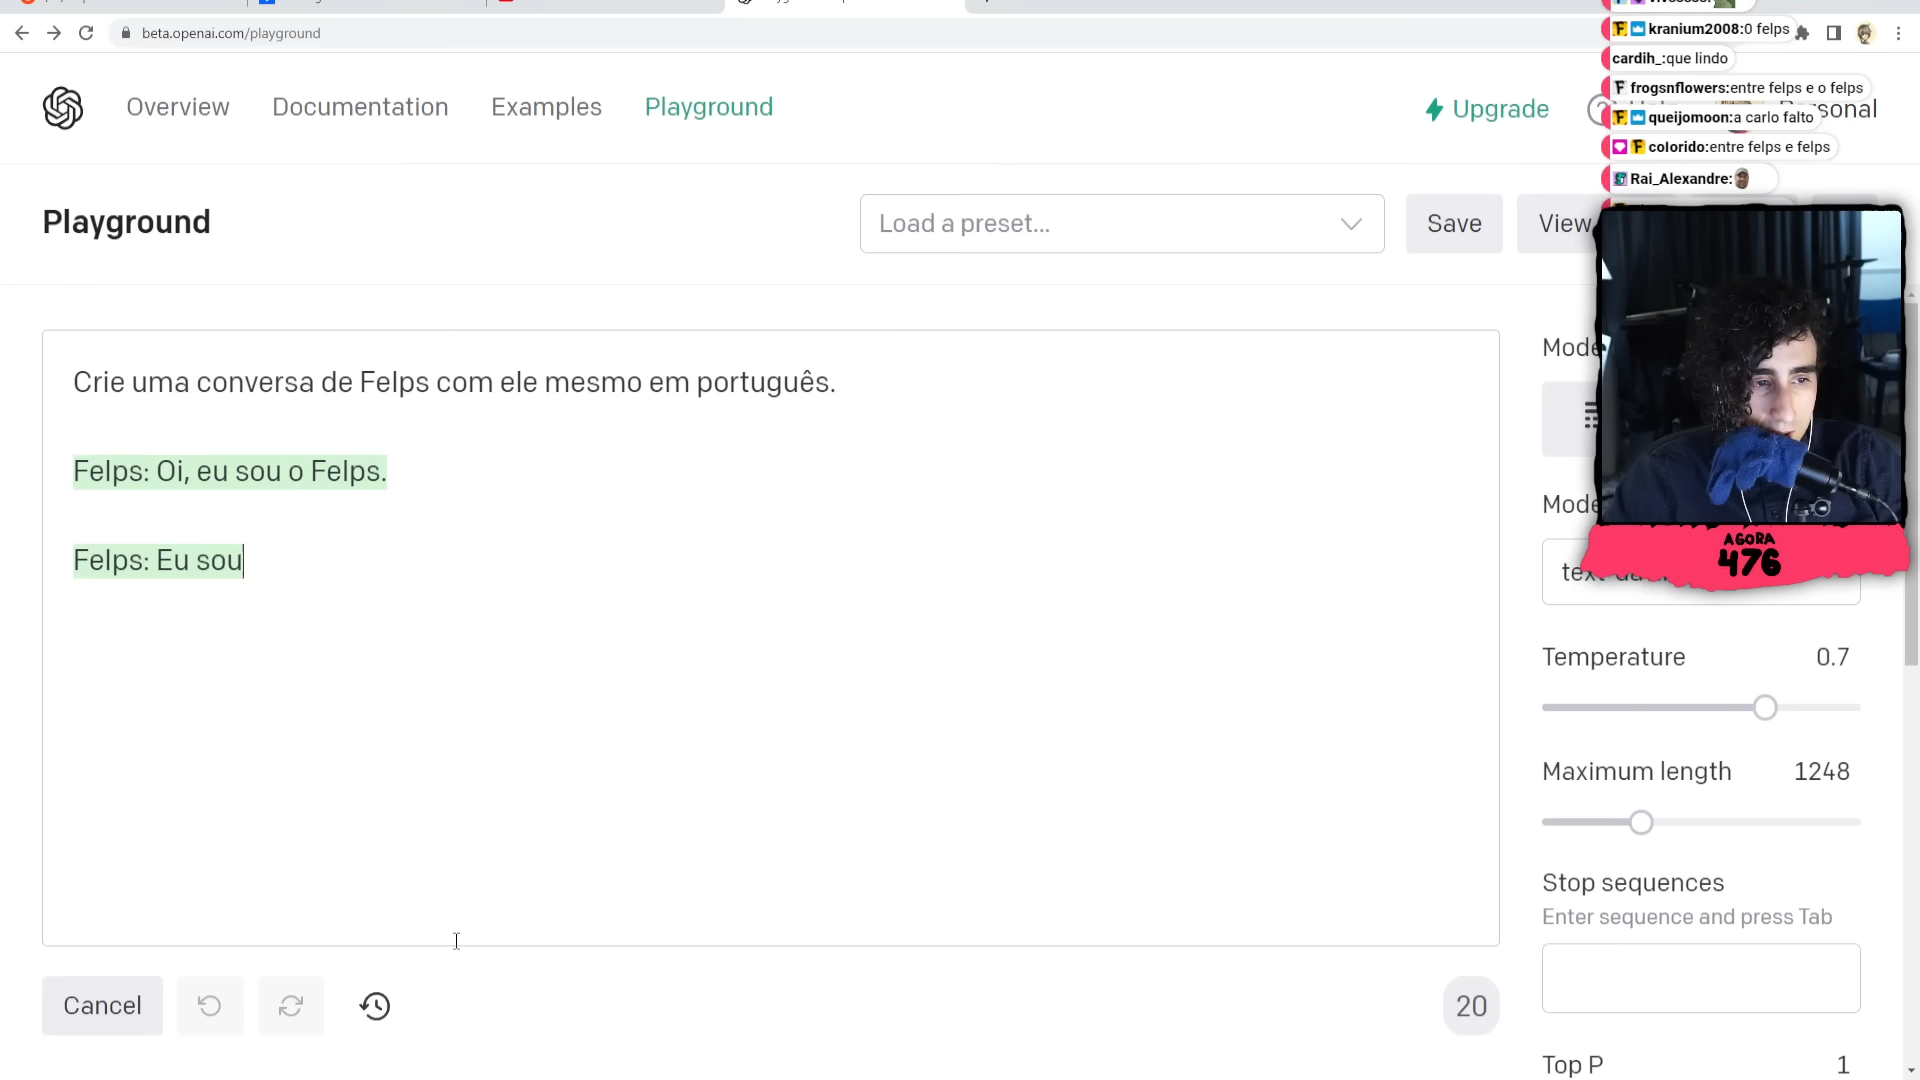 beta.openai.com/playground
kranium2008:0 felps
cardih_:que lindo
frogsnflowers:entre felps e o felps
queijomoon:a carlo falto
colorido:entre felps e felps
Rai_Alexandre:
Overview
Documentation
Examples
Playground
Upgrade
Playground
Load a preset...
Save
View
Crie uma conversa de Felps com ele mesmo em português.
Felps: Oi, eu sou o Felps.
Felps: Eu sou
AGORA
476
Temperature 0.7
Maximum length 1248
Stop sequences
Enter sequence and press Tab
Cancel
20
Top P 1